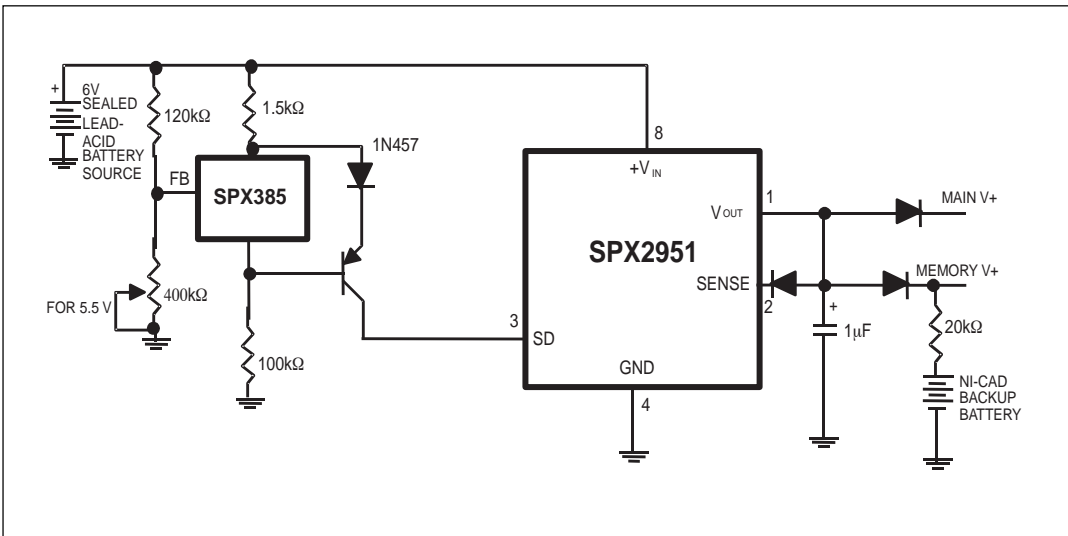 +
6V
SEALED
LEAD-
ACID
BATTERY
SOURCE
120kΩ
1.5kΩ
1N457
FB
SPX385
FOR 5.5 V
400kΩ
100kΩ
8
+VIN
1
VOUT
SPX2951
SENSE
2
3
SD
GND
4
MAIN V+
MEMORY V+
+
1µF
20kΩ
NI-CAD
BACKUP
BATTERY